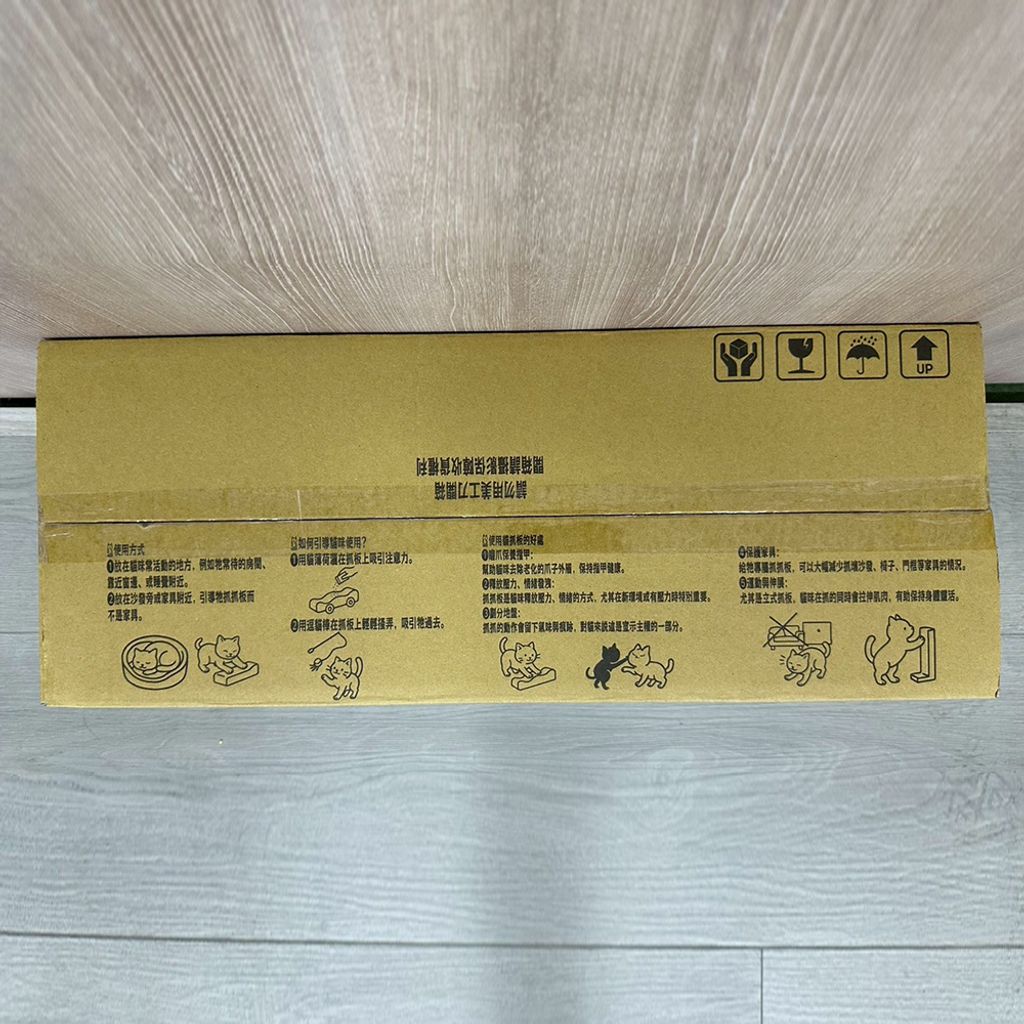 UP
開箱請攝影保障收貨權利
請勿用美工刀開箱
使用方式
❶放在貓咪常活動的地方，例如牠常待的房間、
靠近窗邊、或睡覺附近。
❷放在沙發旁或家具附近，引導牠抓抓板而
不是家具。
如何引導貓咪使用？
❶用貓薄荷灑在抓板上吸引注意力。
❷用逗貓棒在抓板上輕輕搔弄，吸引牠過去。
使用貓抓板的好處
❶磨爪保養指甲：
幫助貓咪去除老化的爪子外層，保持指甲健康。
❷釋放壓力、情緒發洩：
抓抓板是貓咪釋放壓力、情緒的方式，尤其在新環境或有壓力時特別重要。
❸劃分地盤：
抓抓的動作會留下氣味與痕跡，對貓來說這是宣示主權的一部分。
❹保護家具：
給牠專屬抓抓板，可以大幅減少抓壞沙發、椅子、門框等家具的情況。
❺運動與伸展：
尤其是立式抓板，貓咪在抓的同時會拉伸肌肉，有助保持身體靈活。